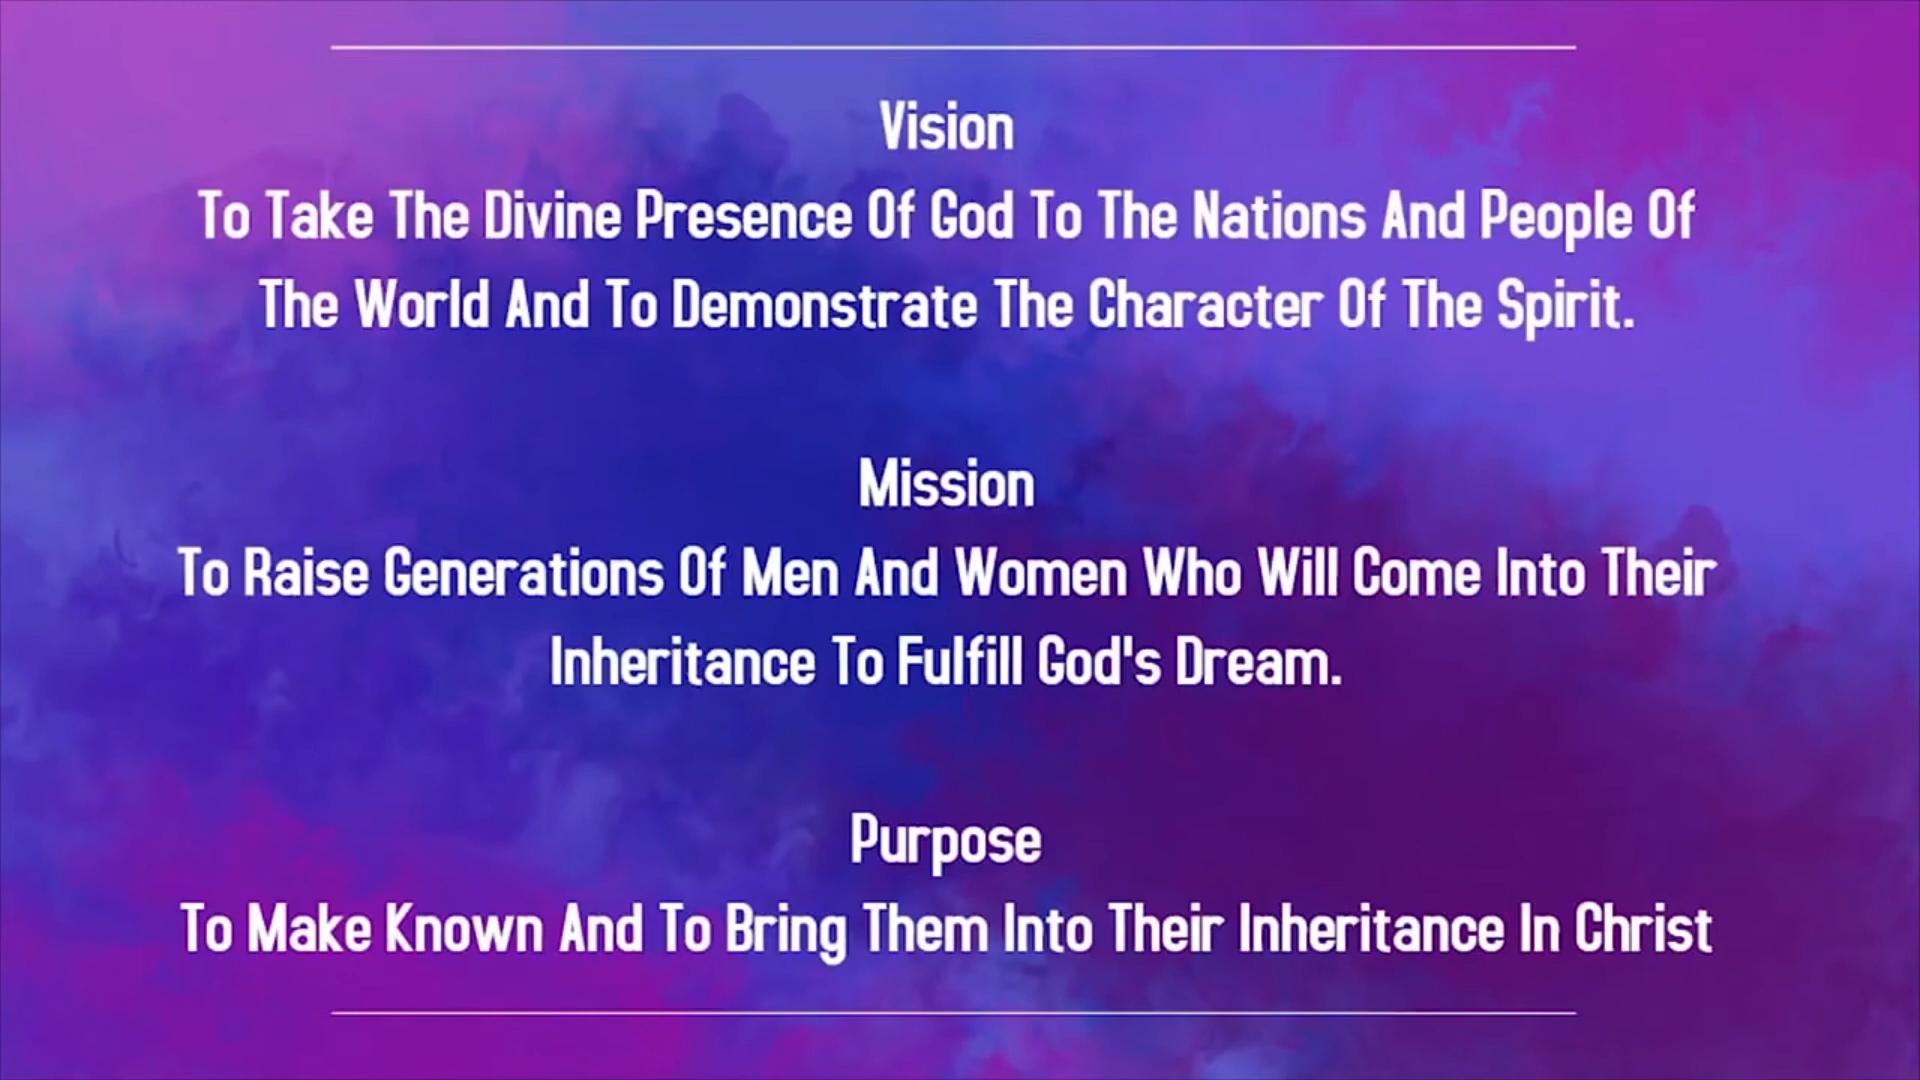 Vision
To Take The Divine Presence Of God To The Nations And People Of
The World And To Demonstrate The Character Of The Spirit.
Mission
To Raise Generations Of Men And Women Who Will Come Into Their
Inheritance To Fulfill God's Dream.
Purpose
To Make Known And To Bring Them Into Their Inheritance In Christ